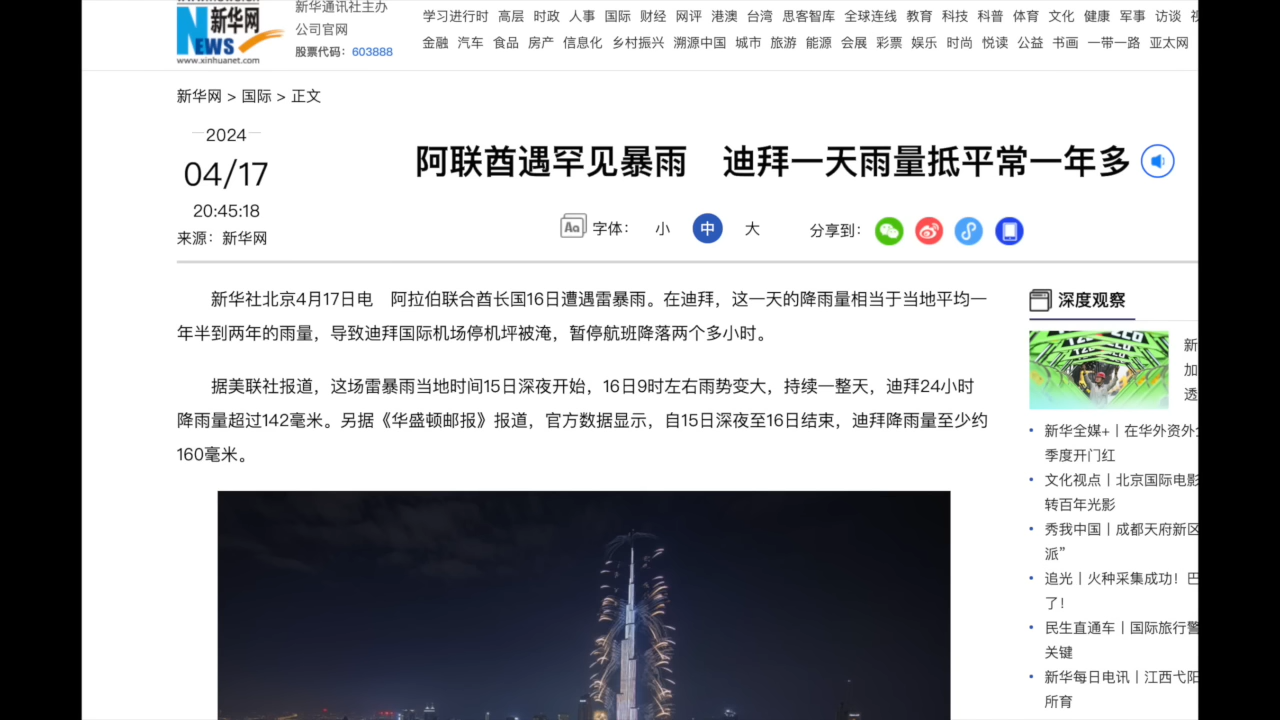 新华网
NEWS
www.xinhuanet.com
新华通讯社主办
公司官网
股票代码：603888
学习进行时 高层 时政 人事 国际 财经 网评 港澳 台湾 思客智库 全球连线 教育 科技 科普 体育 文化 健康 军事 访谈
金融 汽车 食品 房产 信息化 乡村振兴 溯源中国 城市 旅游 能源 会展 彩票 娱乐 时尚 悦读 公益 书画 一带一路 亚太网
新华网 > 国际 > 正文
2024
04/17
20:45:18
来源：新华网
阿联酋遇罕见暴雨　迪拜一天雨量抵平常一年多
Aa 字体： 小 中 大 分享到：
新华社北京4月17日电　阿拉伯联合酋长国16日遭遇雷暴雨。在迪拜，这一天的降雨量相当于当地平均一
年半到两年的雨量，导致迪拜国际机场停机坪被淹，暂停航班降落两个多小时。
据美联社报道，这场雷暴雨当地时间15日深夜开始，16日9时左右雨势变大，持续一整天，迪拜24小时
降雨量超过142毫米。另据《华盛顿邮报》报道，官方数据显示，自15日深夜至16日结束，迪拜降雨量至少约
160毫米。
深度观察
新
加
透
新华全媒+丨在华外资外
季度开门红
文化视点丨北京国际电影
转百年光影
秀我中国丨成都天府新区
派”
追光丨火种采集成功！巴
了！
民生直通车丨国际旅行警
关键
新华每日电讯丨江西弋阳
所育